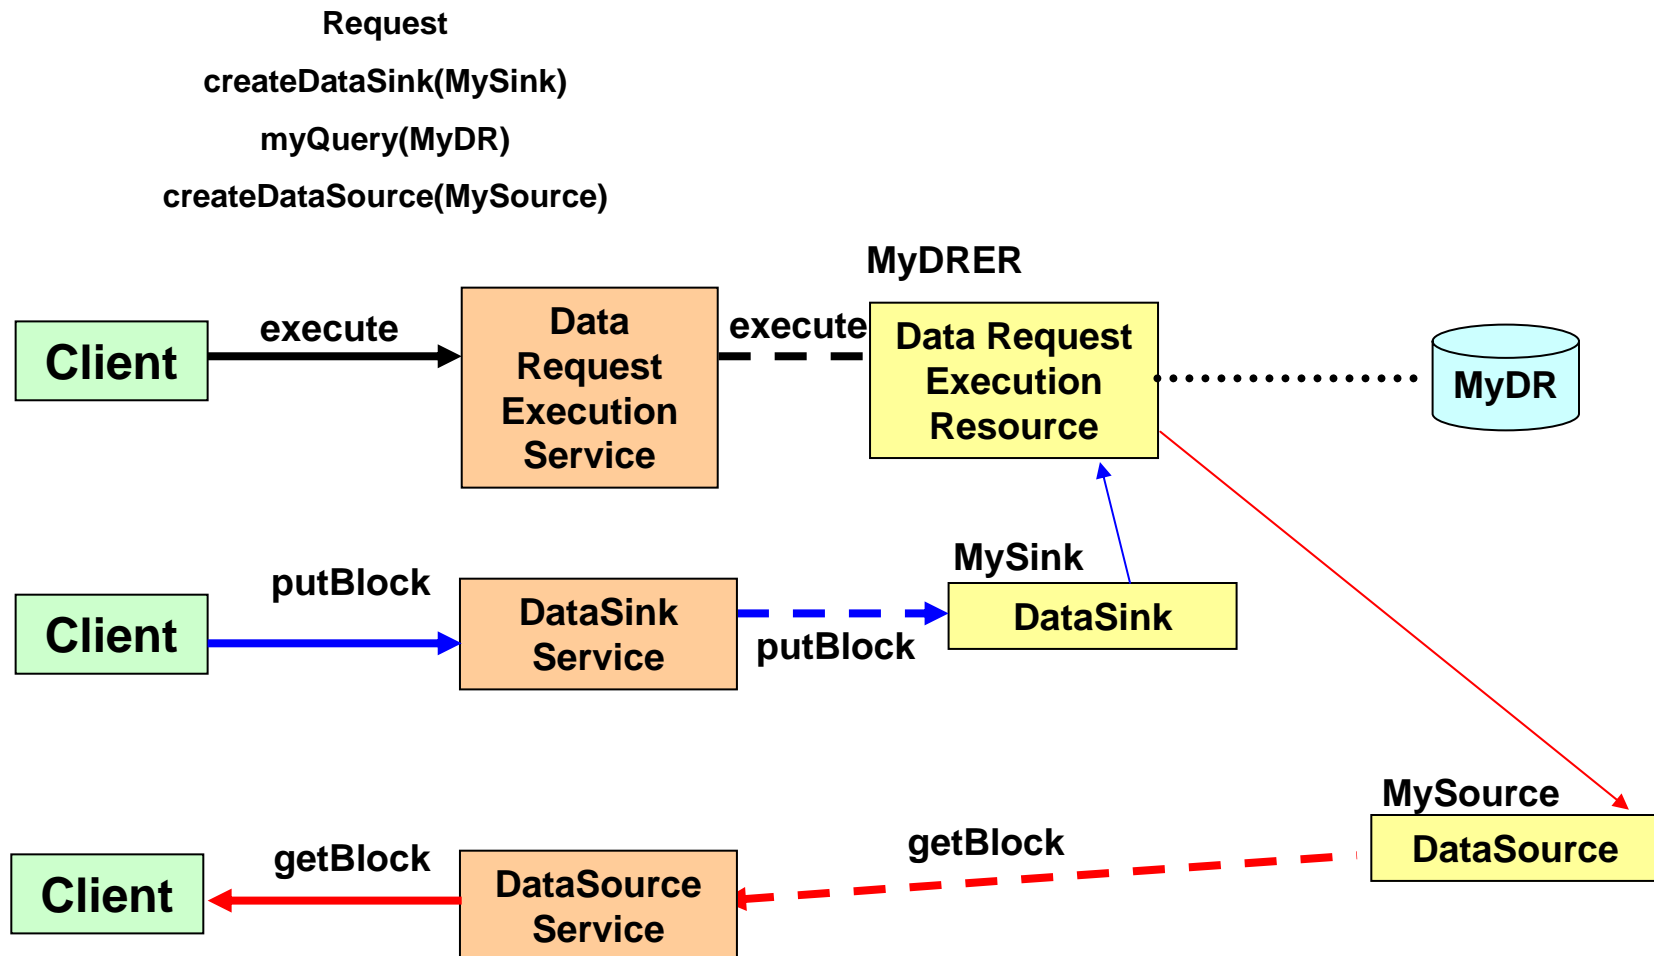 Request
createDataSink(MySink)
myQuery(MyDR)
createDataSource(MySource)
MyDRER
Client
execute
Data
Request
Execution
Service
execute
Data Request
Execution
Resource
MyDR
Client
putBlock
DataSink
Service
putBlock
MySink
DataSink
Client
getBlock
DataSource
Service
getBlock
MySource
DataSource